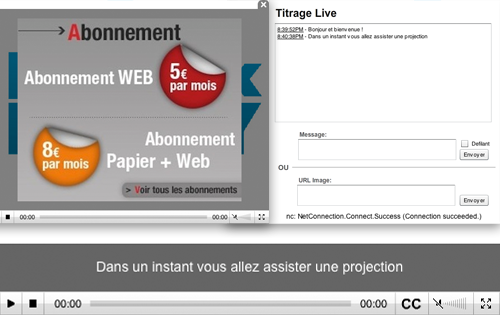 Abonnement
Abonnement WEB
5€
par mois
8€
par mois
Abonnement
Papier + Web
> Voir tous les abonnements
00:00
00:00
Titrage Live
8:39:52PM - Bonjour et bienvenue !
8:40:38PM - Dans un instant vous allez assister une projection
Message:
Défilant
Envoyer
OU
URL Image:
Envoyer
nc: NetConnection.Connect.Success (Connection succeeded.)
Dans un instant vous allez assister une projection
00:00
00:00
CC